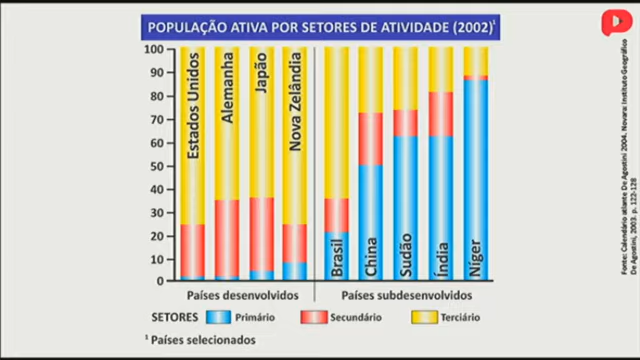 POPULAÇÃO ATIVA POR SETORES DE ATIVIDADE (2002)¹
100
90
80
70
60
50
40
30
20
10
0
Estados Unidos
Alemanha
Japão
Nova Zelândia
Brasil
China
Sudão
Índia
Níger
Países desenvolvidos
Países subdesenvolvidos
SETORES
Primário
Secundário
Terciário
¹ Países selecionados
Fonte: Calendário atlante De Agostini 2004. Novara: Instituto Geográfico
De Agostini, 2003. p. 122-128